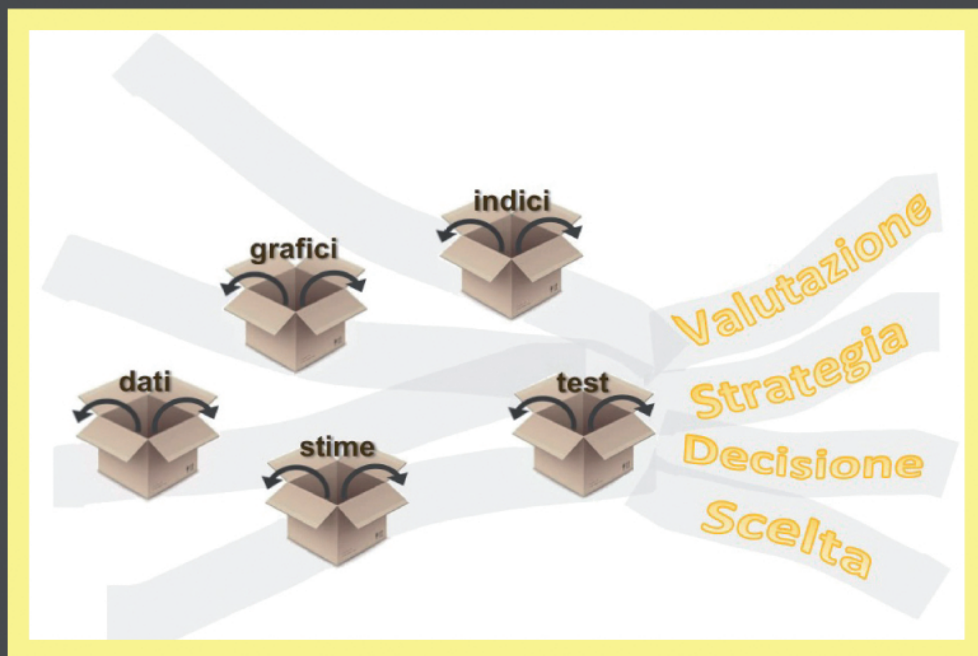 indici
grafici
dati
stime
test
Valutazione
Strategia
Decisione
Scelta